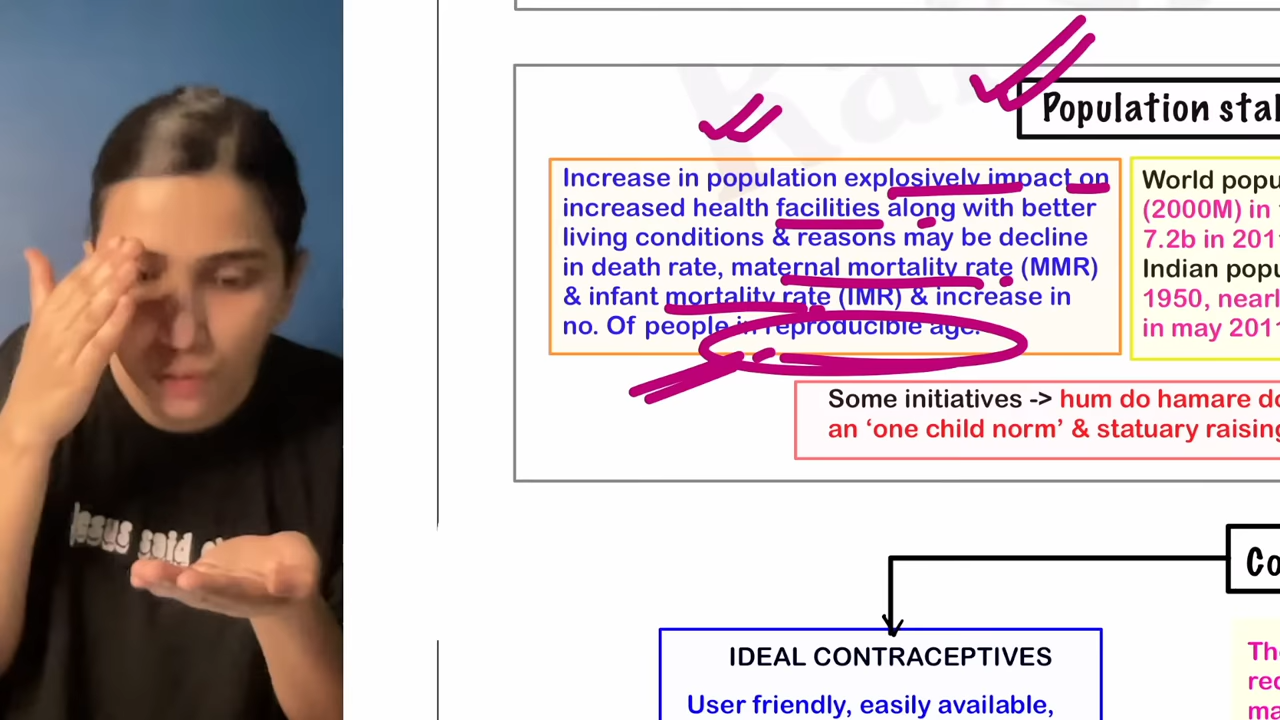 Population
Increase in population explosively impact on
increased health facilities along with better
living conditions & reasons may be decline
in death rate, maternal mortality rate (MMR)
& infant mortality rate (IMR) & increase in
no. Of people in reproducible age.
World popu
(2000M) in
7.2b in 201
Indian popu
1950, nearl
in may 2011
Some initiatives -> hum do hamare do
an ‘one child norm’ & statuary raising
Co
IDEAL CONTRACEPTIVES
User friendly, easily available,
Th
rec
ma
Jesus said